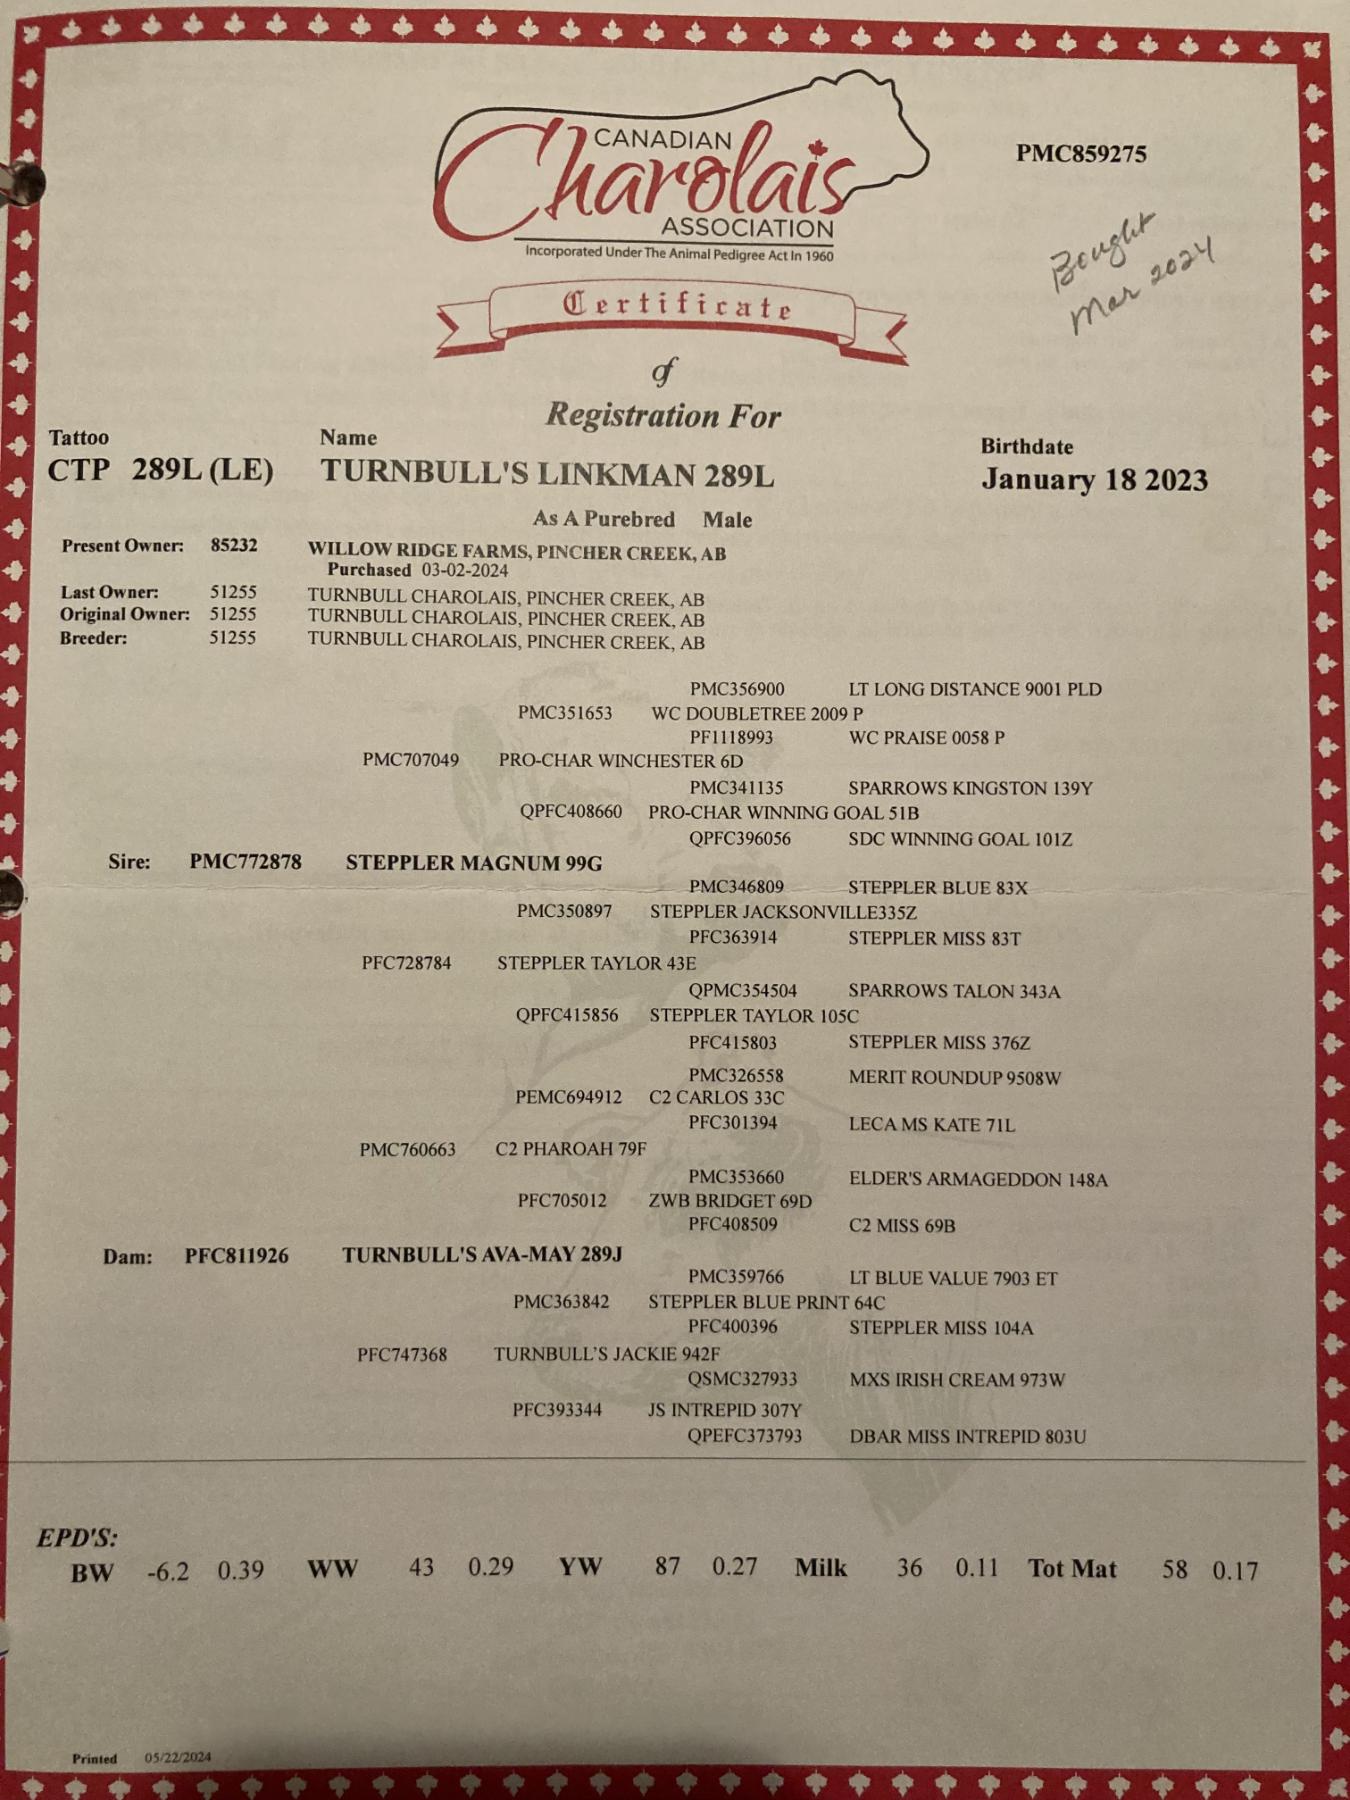 CANADIAN
Charolais
ASSOCIATION
Incorporated Under The Animal Pedigree Act In 1960
PMC859275
Bought
Mar 2024
Certificate
of
Registration For
Tattoo Name Birthdate
CTP 289L (LE) TURNBULL'S LINKMAN 289L January 18 2023
As A Purebred Male
Present Owner: 85232 WILLOW RIDGE FARMS, PINCHER CREEK, AB
Purchased 03-02-2024
Last Owner: 51255 TURNBULL CHAROLAIS, PINCHER CREEK, AB
Original Owner: 51255 TURNBULL CHAROLAIS, PINCHER CREEK, AB
Breeder: 51255 TURNBULL CHAROLAIS, PINCHER CREEK, AB
PMC356900 LT LONG DISTANCE 9001 PLD
PMC351653 WC DOUBLETREE 2009 P
PF1118993 WC PRAISE 0058 P
PMC707049 PRO-CHAR WINCHESTER 6D
PMC341135 SPARROWS KINGSTON 139Y
QPFC408660 PRO-CHAR WINNING GOAL 51B
QPFC396056 SDC WINNING GOAL 101Z
Sire: PMC772878 STEPPLER MAGNUM 99G
PMC346809 STEPPLER BLUE 83X
PMC350897 STEPPLER JACKSONVILLE335Z
PFC363914 STEPPLER MISS 83T
PFC728784 STEPPLER TAYLOR 43E
QPMC354504 SPARROWS TALON 343A
QPFC415856 STEPPLER TAYLOR 105C
PFC415803 STEPPLER MISS 376Z
PMC326558 MERIT ROUNDUP 9508W
PEMC694912 C2 CARLOS 33C
PFC301394 LECA MS KATE 71L
PMC760663 C2 PHAROAH 79F
PMC353660 ELDER'S ARMAGEDDON 148A
PFC705012 ZWB BRIDGET 69D
PFC408509 C2 MISS 69B
Dam: PFC811926 TURNBULL'S AVA-MAY 289J
PMC359766 LT BLUE VALUE 7903 ET
PMC363842 STEPPLER BLUE PRINT 64C
PFC400396 STEPPLER MISS 104A
PFC747368 TURNBULL'S JACKIE 942F
QSMC327933 MXS IRISH CREAM 973W
PFC393344 JS INTREPID 307Y
QPEFC373793 DBAR MISS INTREPID 803U
EPD'S:
BW -6.2 0.39 WW 43 0.29 YW 87 0.27 Milk 36 0.11 Tot Mat 58 0.17
Printed 05/22/2024